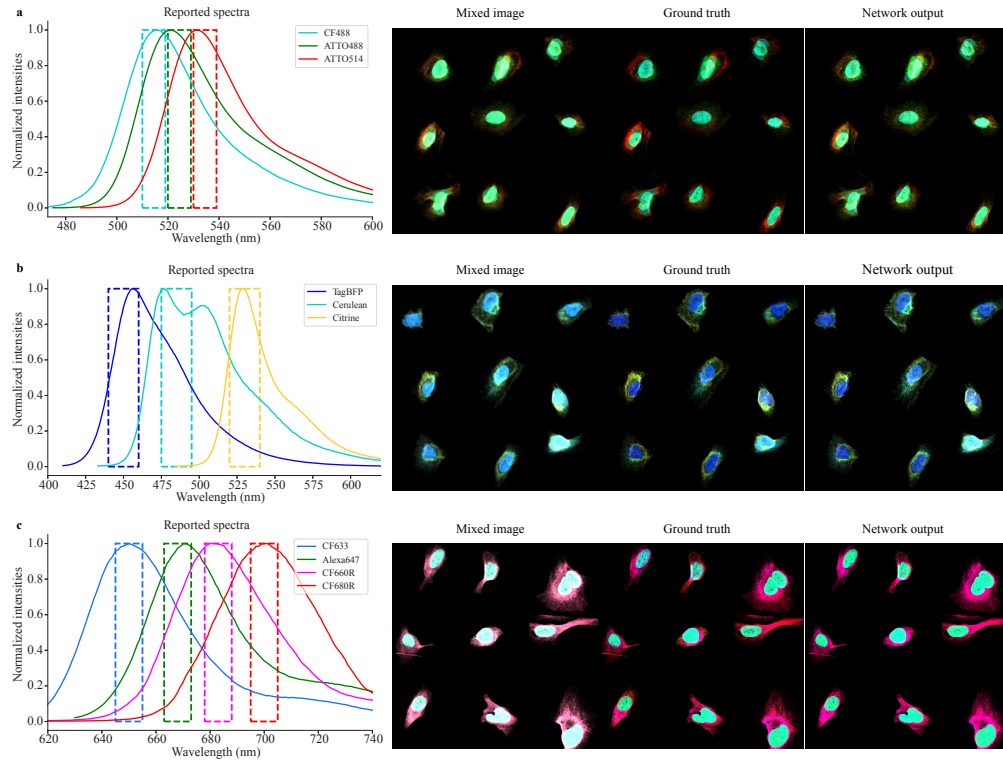 a
Reported spectra
Mixed image
Ground truth
Network output
1.0
0.8
0.6
0.4
0.2
0.0
Normalized intensities
CF488
ATTO488
ATTO514
480
500
520
540
560
580
600
Wavelength (nm)
b
Reported spectra
Mixed image
Ground truth
Network output
1.0
0.8
0.6
0.4
0.2
0.0
Normalized intensities
TagBFP
Cerulean
Citrine
400
425
450
475
500
525
550
575
600
Wavelength (nm)
c
Reported spectra
Mixed image
Ground truth
Network output
1.0
0.8
0.6
0.4
0.2
0.0
Normalized intensities
CF633
Alexa647
CF660R
CF680R
620
640
660
680
700
720
740
Wavelength (nm)